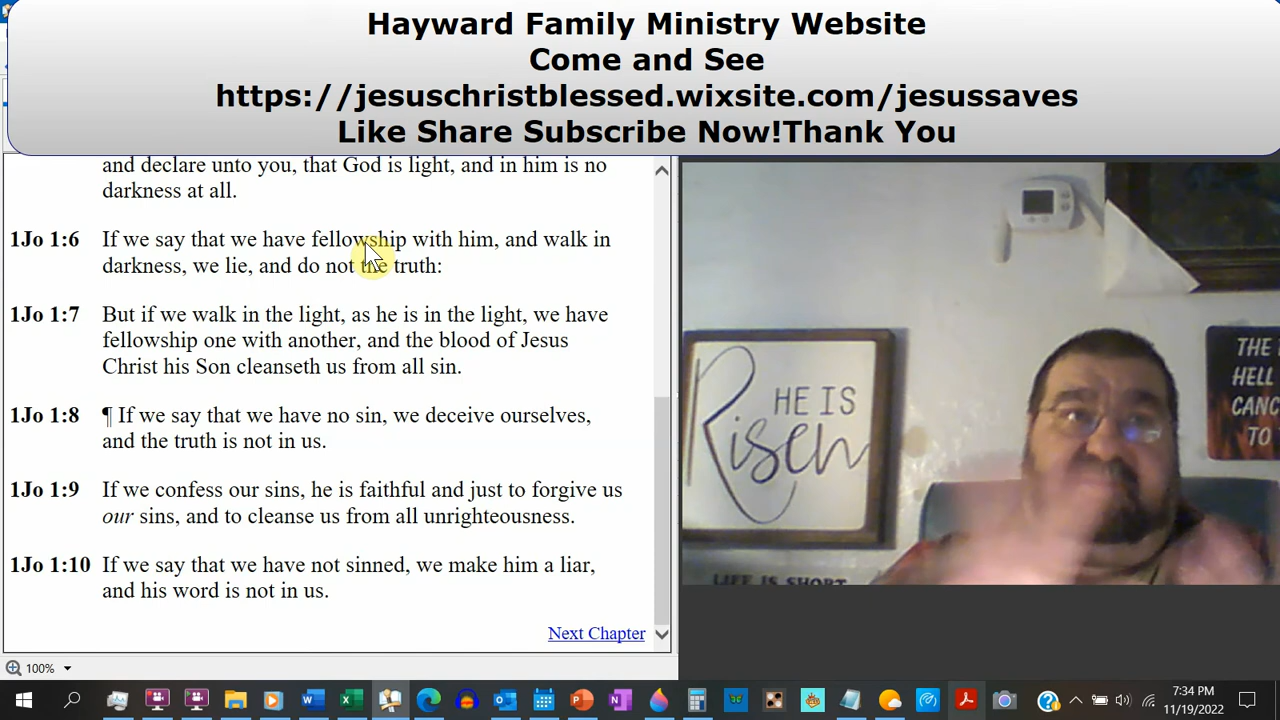 Hayward Family Ministry Website
Come and See
https://jesuschristblessed.wixsite.com/jesussaves
Like Share Subscribe Now!Thank You
and declare unto you, that God is light, and in him is no
darkness at all.
1Jo 1:6 If we say that we have fellowship with him, and walk in
darkness, we lie, and do not the truth:
1Jo 1:7 But if we walk in the light, as he is in the light, we have
fellowship one with another, and the blood of Jesus
Christ his Son cleanseth us from all sin.
1Jo 1:8 ¶ If we say that we have no sin, we deceive ourselves,
and the truth is not in us.
1Jo 1:9 If we confess our sins, he is faithful and just to forgive us
our sins, and to cleanse us from all unrighteousness.
1Jo 1:10 If we say that we have not sinned, we make him a liar,
and his word is not in us.
Next Chapter
100%
HE IS
Risen
THE
HELL
CANC
TO
LIFE IS SHORT
7:34 PM
11/19/2022